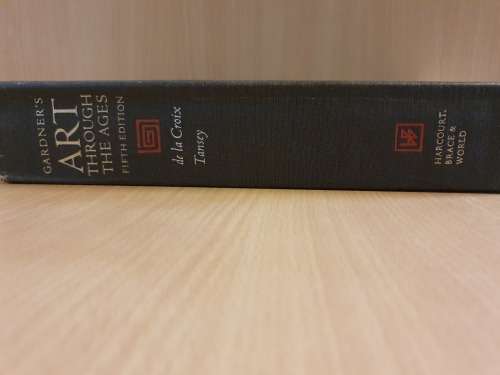 GARDNER'S
ART
THROUGH
THE AGES
FIFTH EDITION
de la Croix
Tansey
HARCOURT,
BRACE &
WORLD